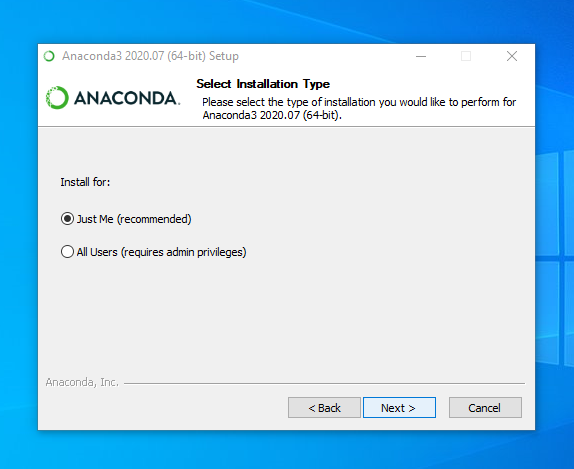 Anaconda3 2020.07 (64-bit) Setup
ANACONDA.
Select Installation Type
Please select the type of installation you would like to perform for
Anaconda3 2020.07 (64-bit).
Install for:
Just Me (recommended)
All Users (requires admin privileges)
Anaconda, Inc.
< Back
Next >
Cancel